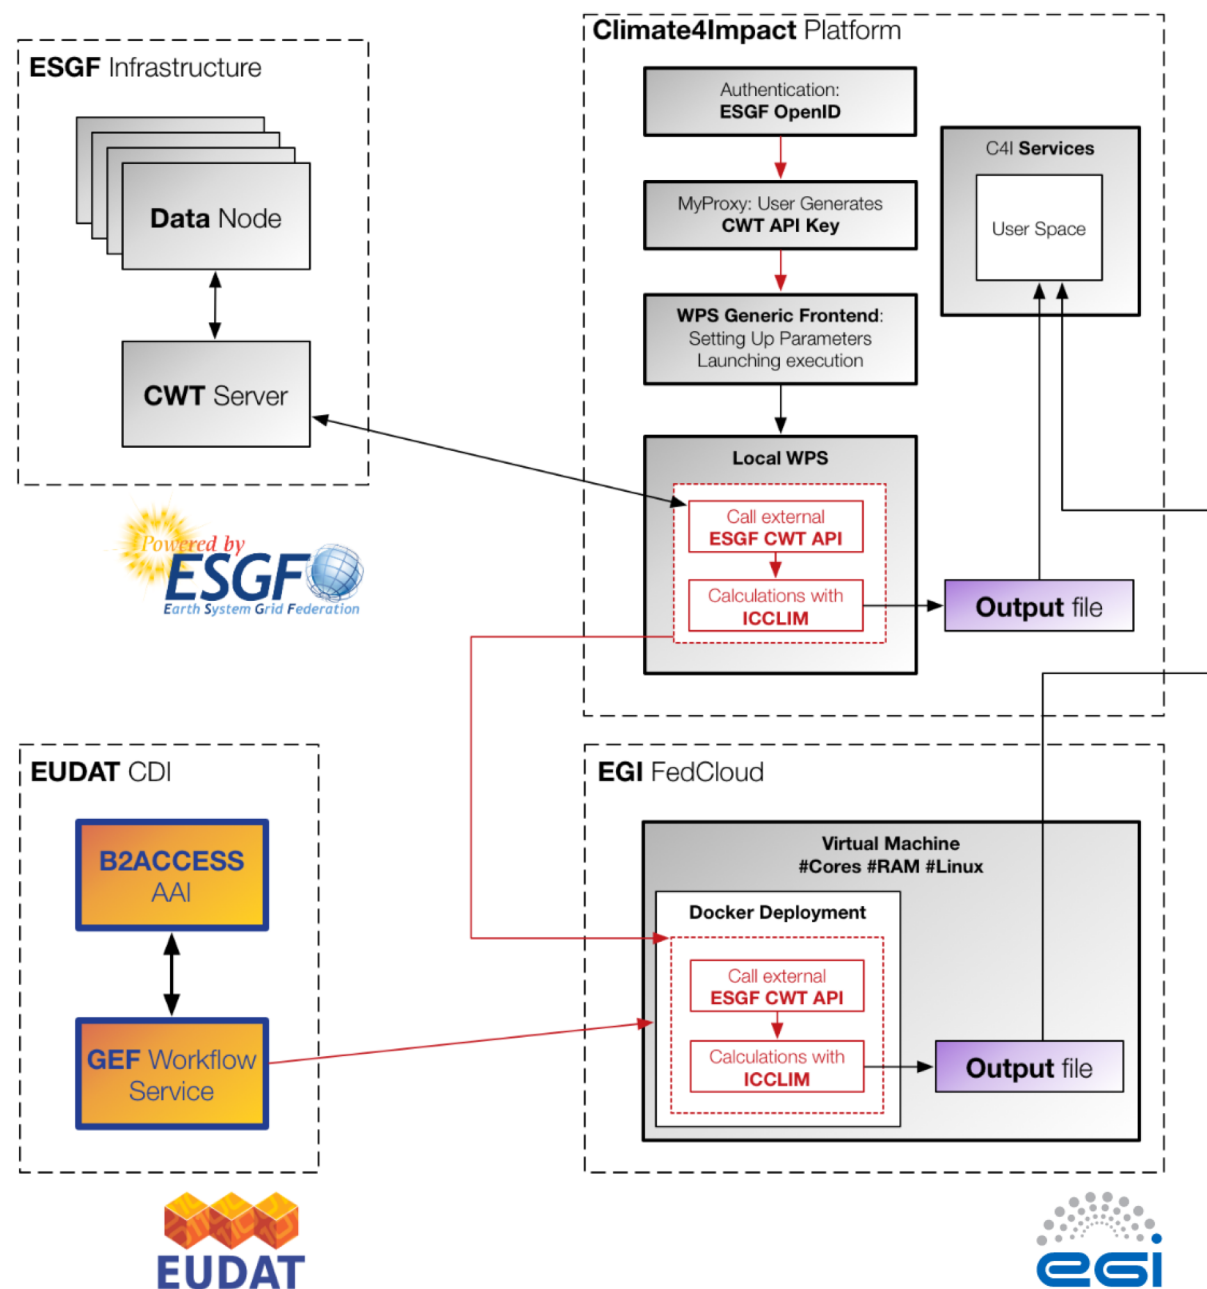 ESGF Infrastructure
Data Node
CWT Server
Powered by
ESGF
Earth System Grid Federation
Climate4Impact Platform
Authentication:
ESGF OpenID
MyProxy: User Generates
CWT API Key
WPS Generic Frontend:
Setting Up Parameters
Launching execution
Local WPS
Call external
ESGF CWT API
Calculations with
ICCLIM
C4I Services
User Space
Output file
EUDAT CDI
B2ACCESS
AAI
GEF Workflow
Service
EUDAT
EGI FedCloud
Virtual Machine
#Cores #RAM #Linux
Docker Deployment
Call external
ESGF CWT API
Calculations with
ICCLIM
Output file
eGi